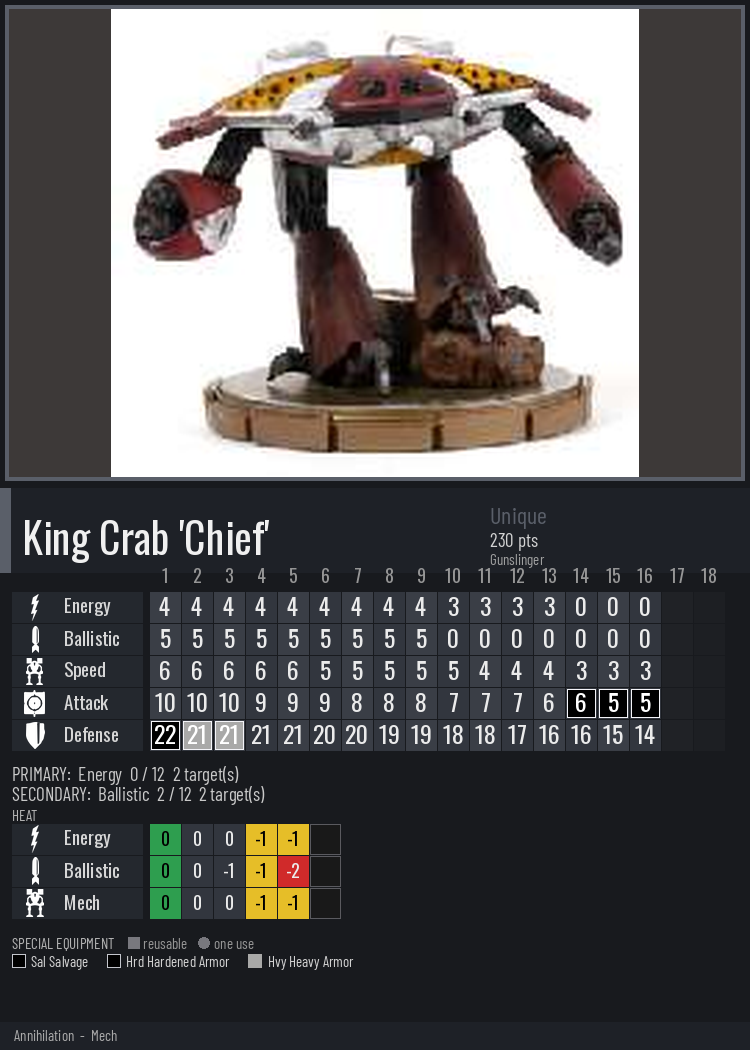 King Crab 'Chief'
Unique
230 pts
Gunslinger
1 2 3 4 5 6 7 8 9 10 11 12 13 14 15 16 17 18
Energy 4 4 4 4 4 4 4 4 4 3 3 3 3 0 0 0
Ballistic 5 5 5 5 5 5 5 5 5 0 0 0 0 0 0 0
Speed 6 6 6 6 6 5 5 5 5 5 4 4 4 3 3 3
Attack 10 10 10 9 9 9 8 8 8 7 7 7 6 6 5 5
Defense 22 21 21 21 21 20 20 19 19 18 18 17 16 16 15 14
PRIMARY: Energy 0 / 12 2 target(s)
SECONDARY: Ballistic 2 / 12 2 target(s)
HEAT
Energy 0 0 0 -1 -1
Ballistic 0 0 -1 -1 -2
Mech 0 0 0 -1 -1
SPECIAL EQUIPMENT reusable one use
Sal Salvage Hrd Hardened Armor Hvy Heavy Armor
Annihilation - Mech